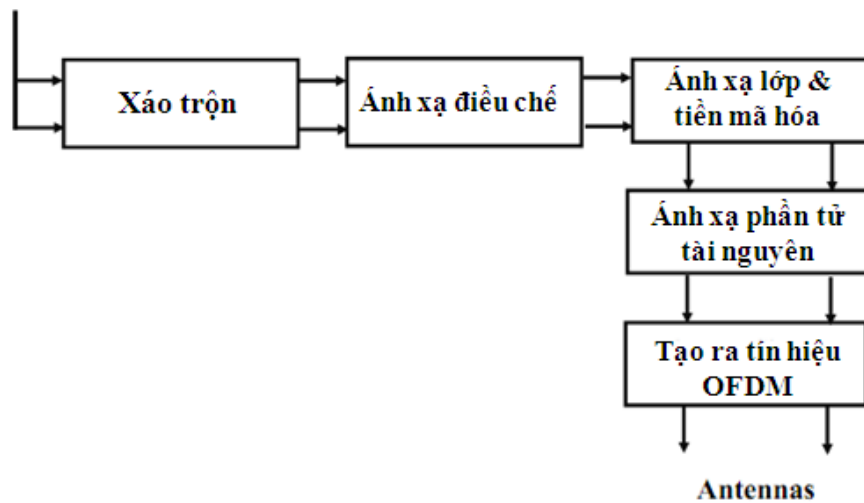 Xáo trộn
Ánh xạ điều chế
Ánh xạ lớp &
tiền mã hóa
Ánh xạ phần tử
tài nguyên
Tạo ra tín hiệu
OFDM
Antennas